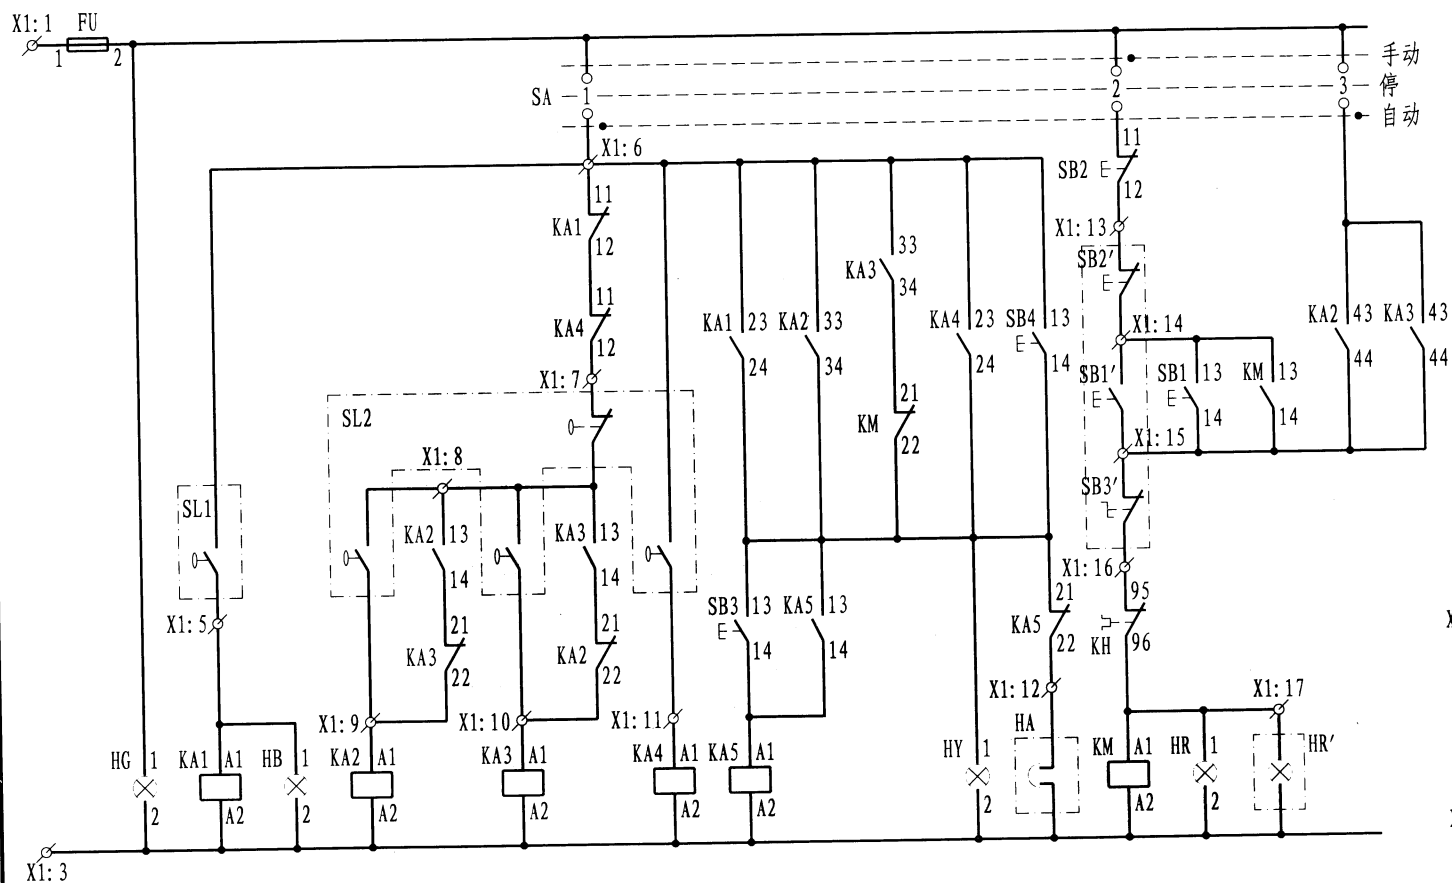 X1:1
FU
1
2
手动
SA
1
2
3
停
自动
X1:6
11
SB2
12
11
KA1
12
X1:13
SB2′
33
KA3
34
11
KA4
12
KA1
23
24
KA2
33
34
KA4
23
24
SB4
13
14
X1:14
KA2
43
44
KA3
43
44
X1:7
SL2
SB1′
SB1
13
14
KM
13
14
21
KM
22
X1:15
X1:8
SL1
SB3′
KA2
13
14
KA3
13
14
X1:16
X1:5
21
KA3
22
21
KA2
22
SB3
13
14
KA5
13
14
21
KA5
22
95
KH
96
X1:9
X1:10
X1:11
X1:12
X1:17
HG
1
2
KA1
A1
A2
HB
1
2
KA2
A1
A2
KA3
A1
A2
KA4
A1
A2
KA5
A1
A2
HY
1
2
HA
KM
A1
A2
HR
1
2
HR′
X1:3